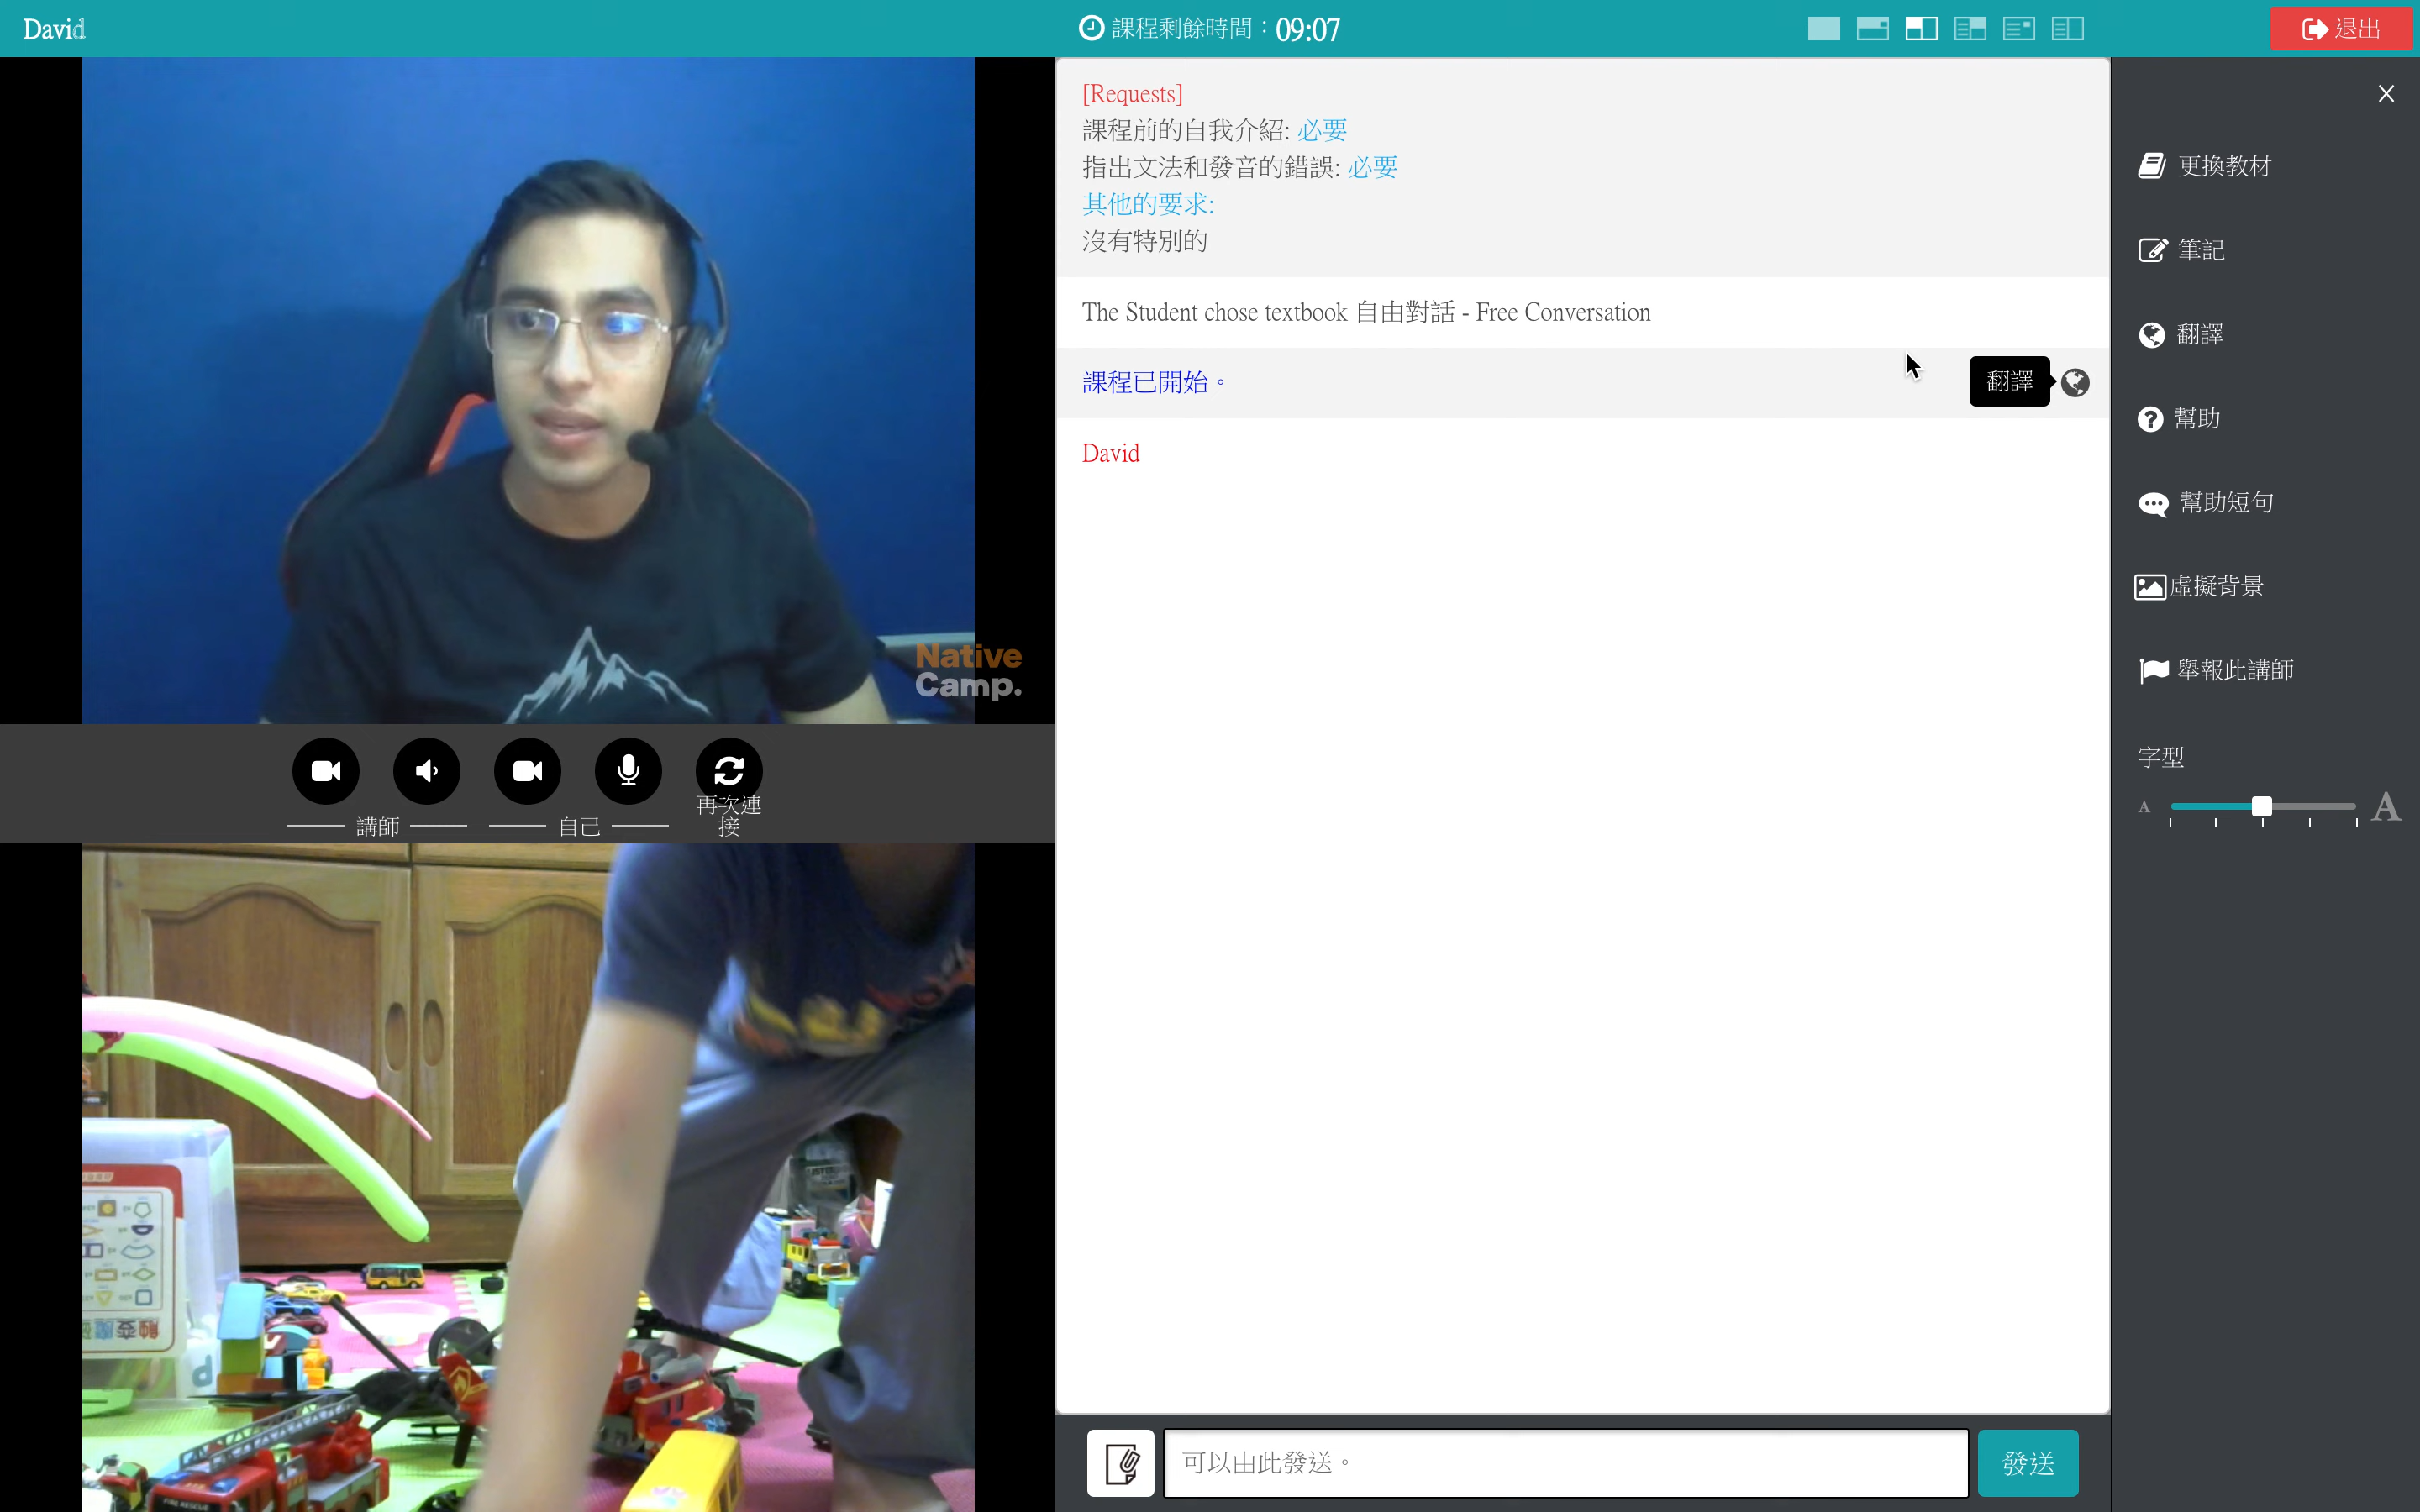 David
課程剩餘時間：09:07
退出
[Requests]
課程前的自我介紹: 必要
指出文法和發音的錯誤: 必要
其他的要求:
沒有特別的
The Student chose textbook 自由對話 - Free Conversation
課程已開始。
翻譯
David
可以由此發送。
發送
更換教材
筆記
翻譯
幫助
幫助短句
虛擬背景
舉報此講師
字型
A
A
Native
Camp.
講師
自己
再次連
接
FIRE RESCUE